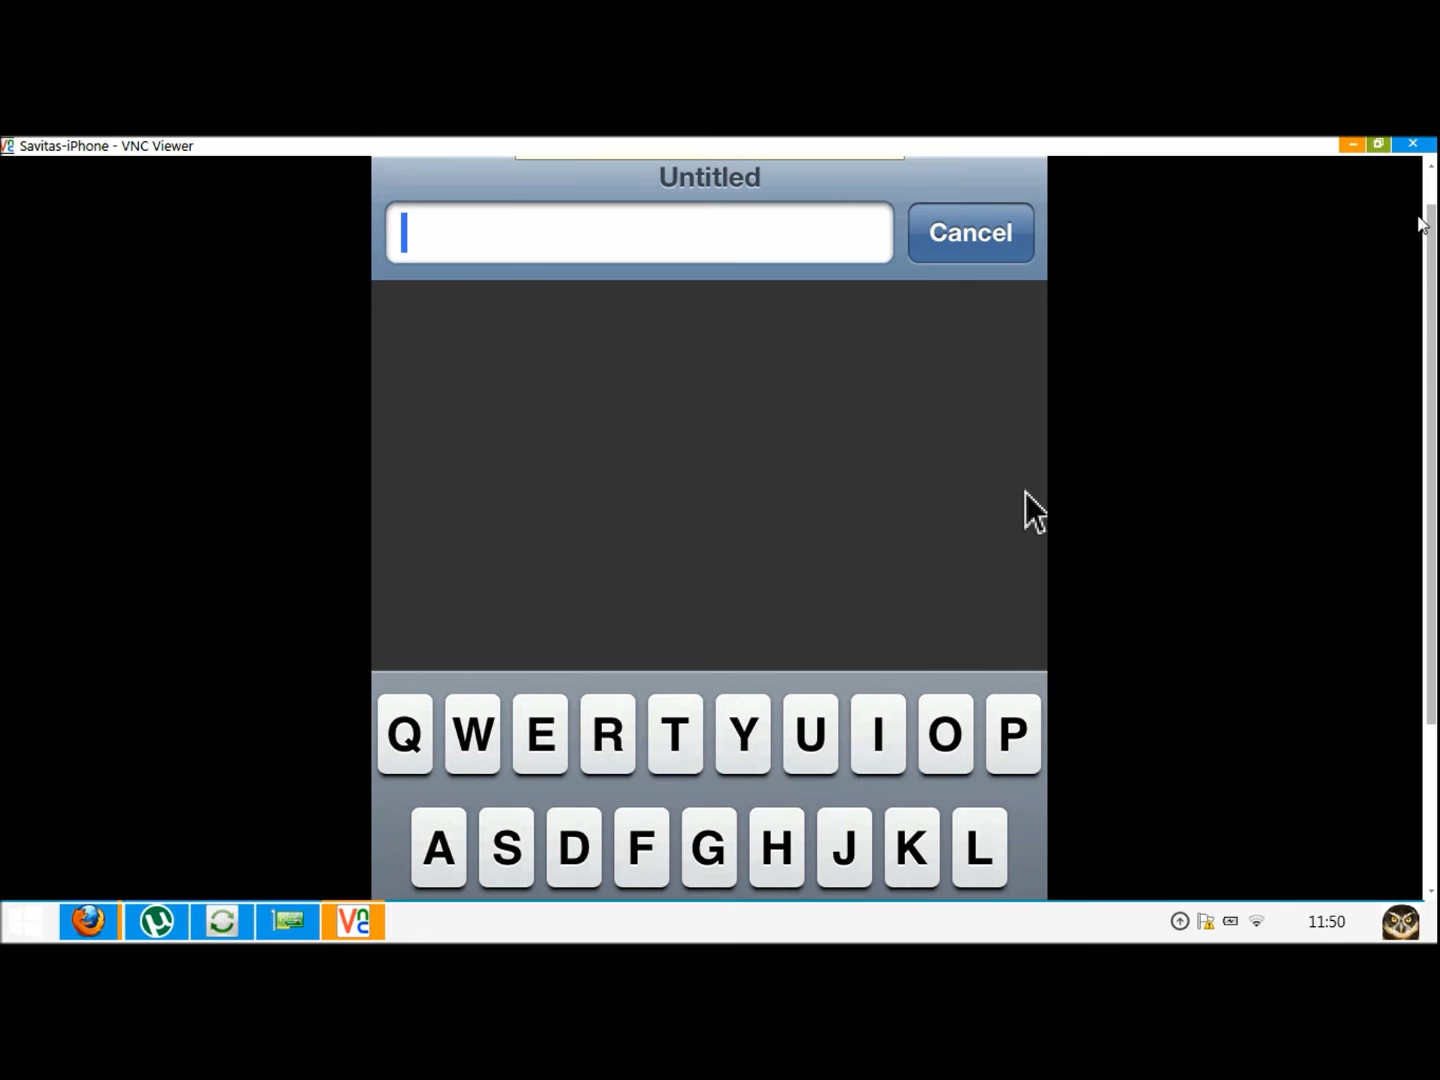 Savitas-iPhone - VNC Viewer
Untitled
Cancel
Q W E R T Y U I O P
A S D F G H J K L
11:50